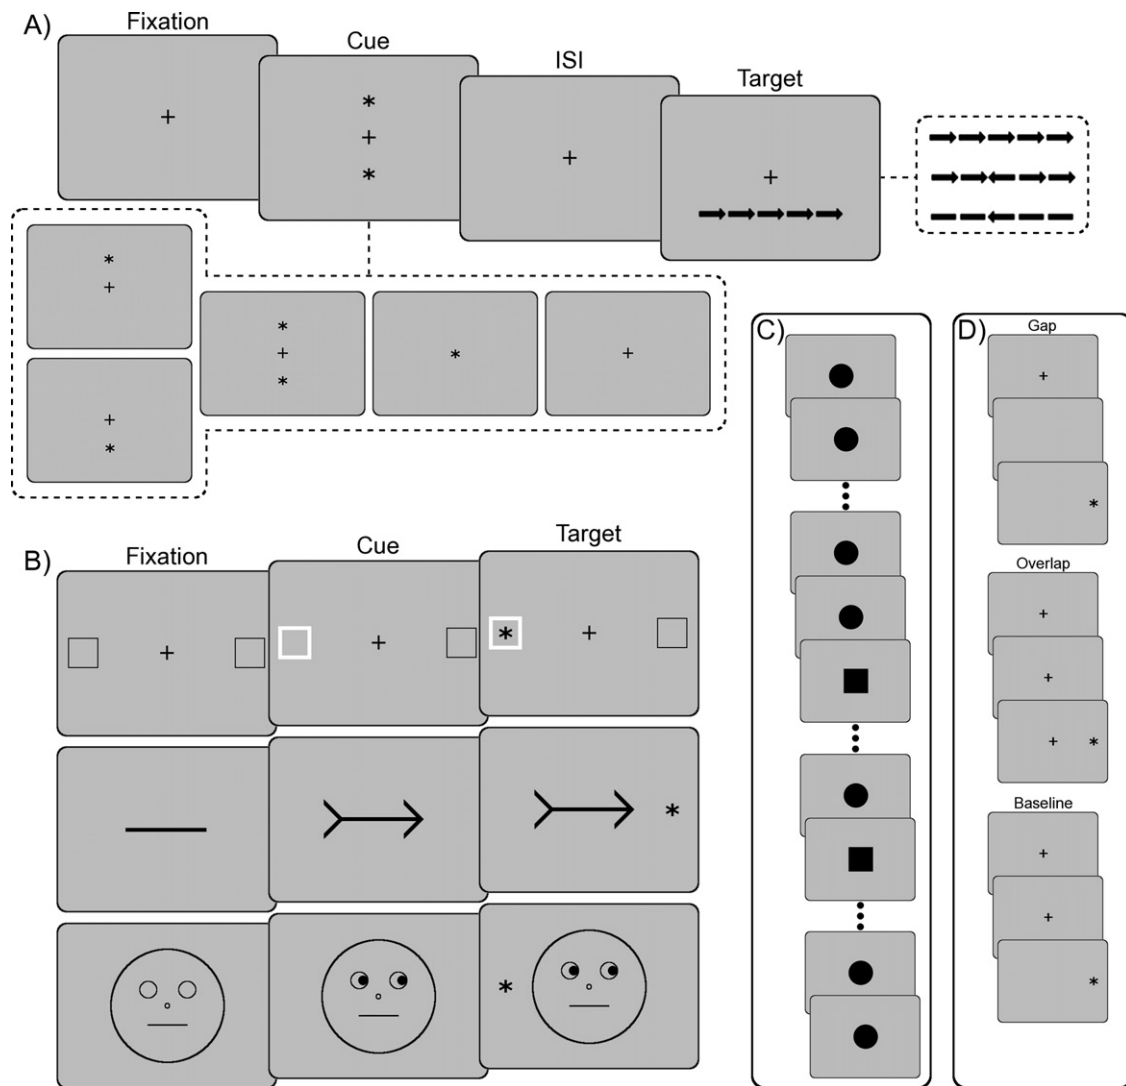 A)
Fixation
Cue
ISI
Target
B)
Fixation
Cue
Target
C)
D)
Gap
Overlap
Baseline